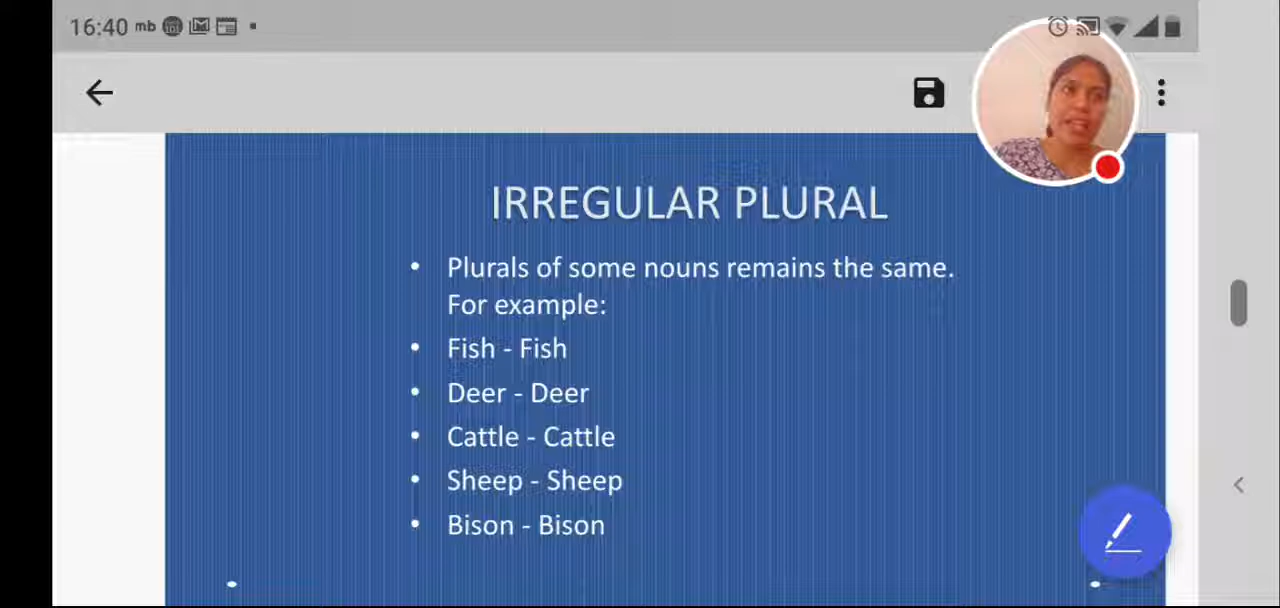 16:40 mb
IRREGULAR PLURAL
• Plurals of some nouns remains the same.
For example:
• Fish - Fish
• Deer - Deer
• Cattle - Cattle
• Sheep - Sheep
• Bison - Bison